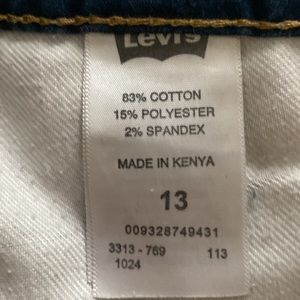 Levi's
83% COTTON
15% POLYESTER
2% SPANDEX
MADE IN KENYA
13
009328749431
3313 - 769 113
1024